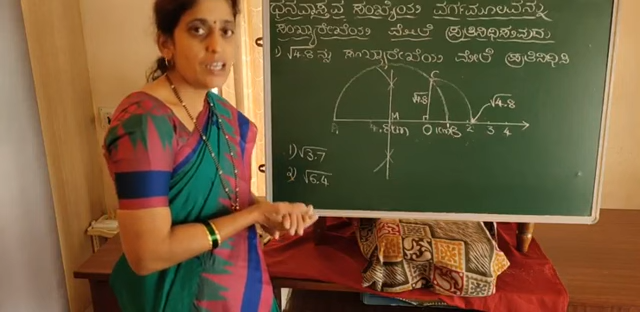 ಧನವಾಸ್ತವ ಸಂಖ್ಯೆಯ ವರ್ಗಮೂಲವನ್ನು
ಸಂಖ್ಯಾರೇಖೆಯ ಮೇಲೆ ಪ್ರತಿನಿಧಿಸುವುದು
1) √4.8 ನ್ನು ಸಂಖ್ಯಾರೇಖೆಯ ಮೇಲೆ ಪ್ರತಿನಿಧಿಸಿ
C
√4.8 √4.8
A 4.8cm M O 1cm B 2 3 4
1) √3.7
2) √6.4